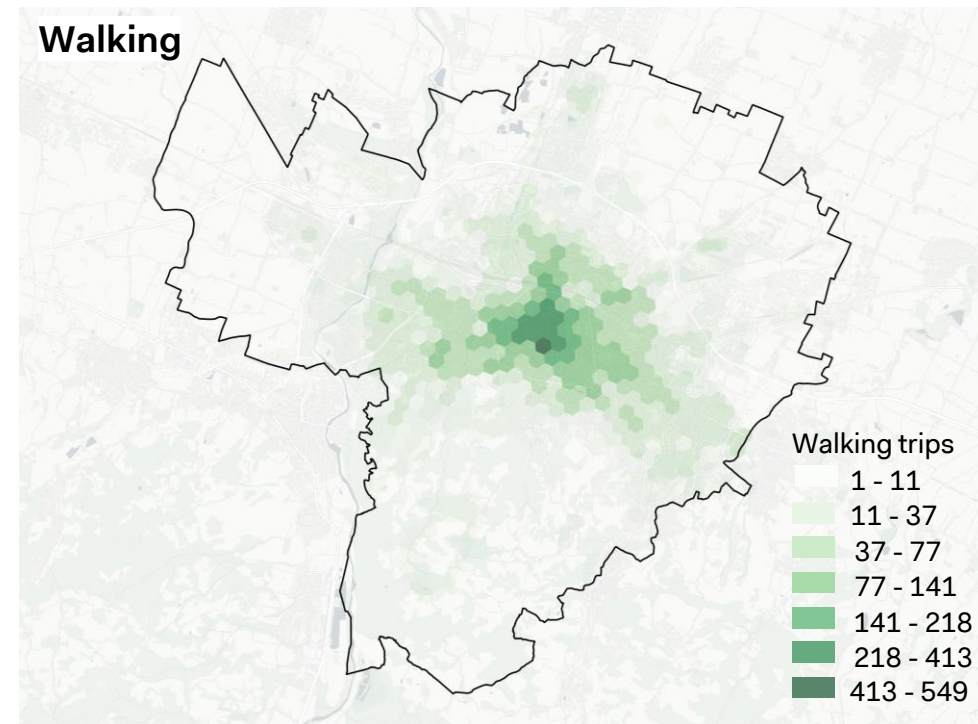 Walking
Walking trips
1 - 11
11 - 37
37 - 77
77 - 141
141 - 218
218 - 413
413 - 549